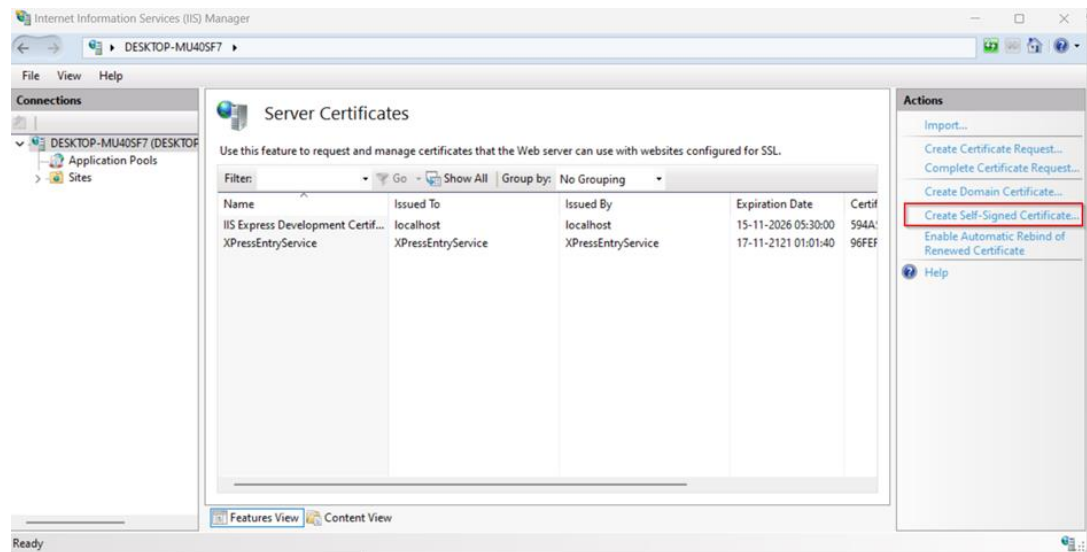 Internet Information Services (IIS) Manager
DESKTOP-MU40SF7
File View Help
Connections
DESKTOP-MU40SF7 (DESKTOP
Application Pools
Sites
Server Certificates
Use this feature to request and manage certificates that the Web server can use with websites configured for SSL.
Filter: Go Show All Group by: No Grouping
Name Issued To Issued By Expiration Date Certif
IIS Express Development Certif... localhost localhost 15-11-2026 05:30:00 594A
XPressEntryService XPressEntryService XPressEntryService 17-11-2121 01:01:40 96FEF
Features View Content View
Actions
Import...
Create Certificate Request...
Complete Certificate Request...
Create Domain Certificate...
Create Self-Signed Certificate...
Enable Automatic Rebind of
Renewed Certificate
Help
Ready